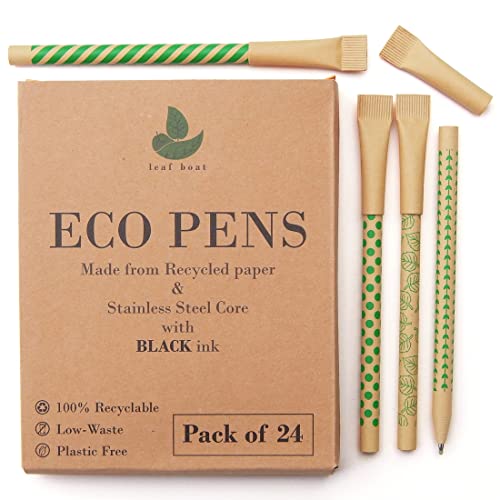 leaf boat
ECO PENS
Made from Recycled paper
&
Stainless Steel Core
with
BLACK ink
100% Recyclable
Low-Waste
Plastic Free
Pack of 24